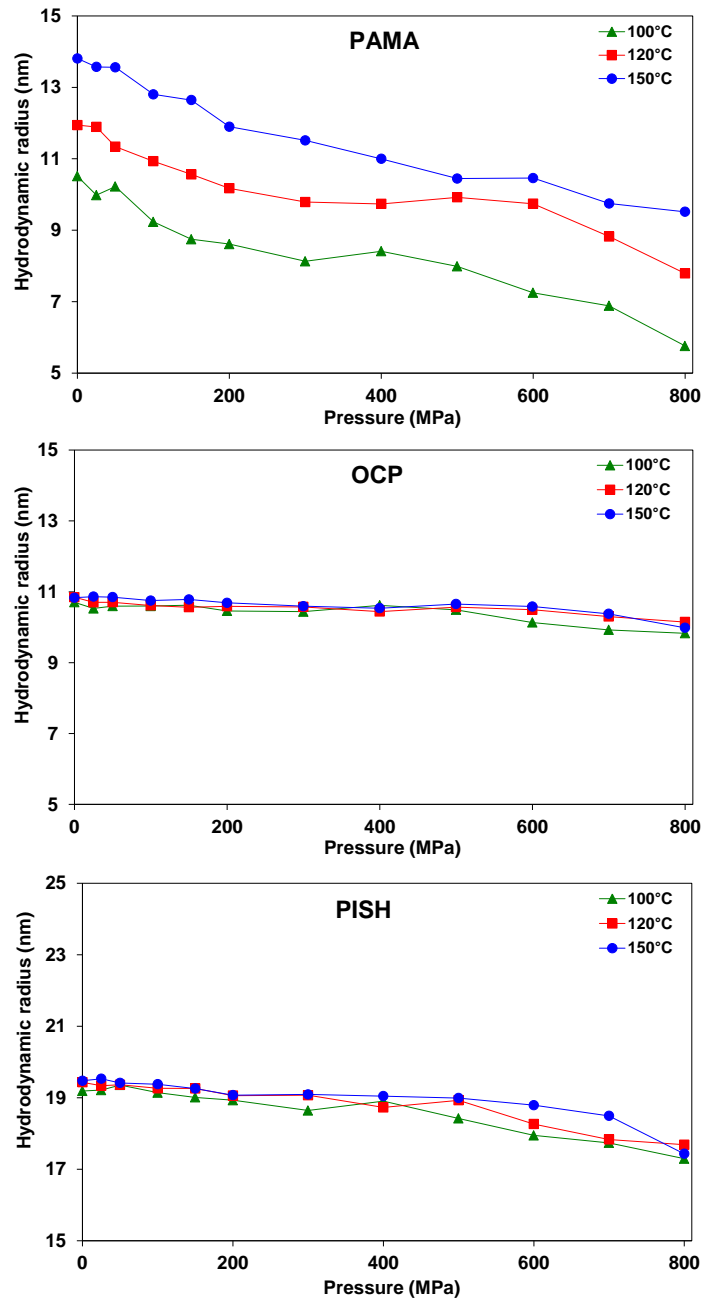 PAMA
100°C
120°C
150°C
Hydrodynamic radius (nm)
15
13
11
9
7
5
0
200
400
600
800
Pressure (MPa)
OCP
100°C
120°C
150°C
Hydrodynamic radius (nm)
15
13
11
9
7
5
0
200
400
600
800
Pressure (MPa)
PISH
100°C
120°C
150°C
Hydrodynamic radius (nm)
25
23
21
19
17
15
0
200
400
600
800
Pressure (MPa)